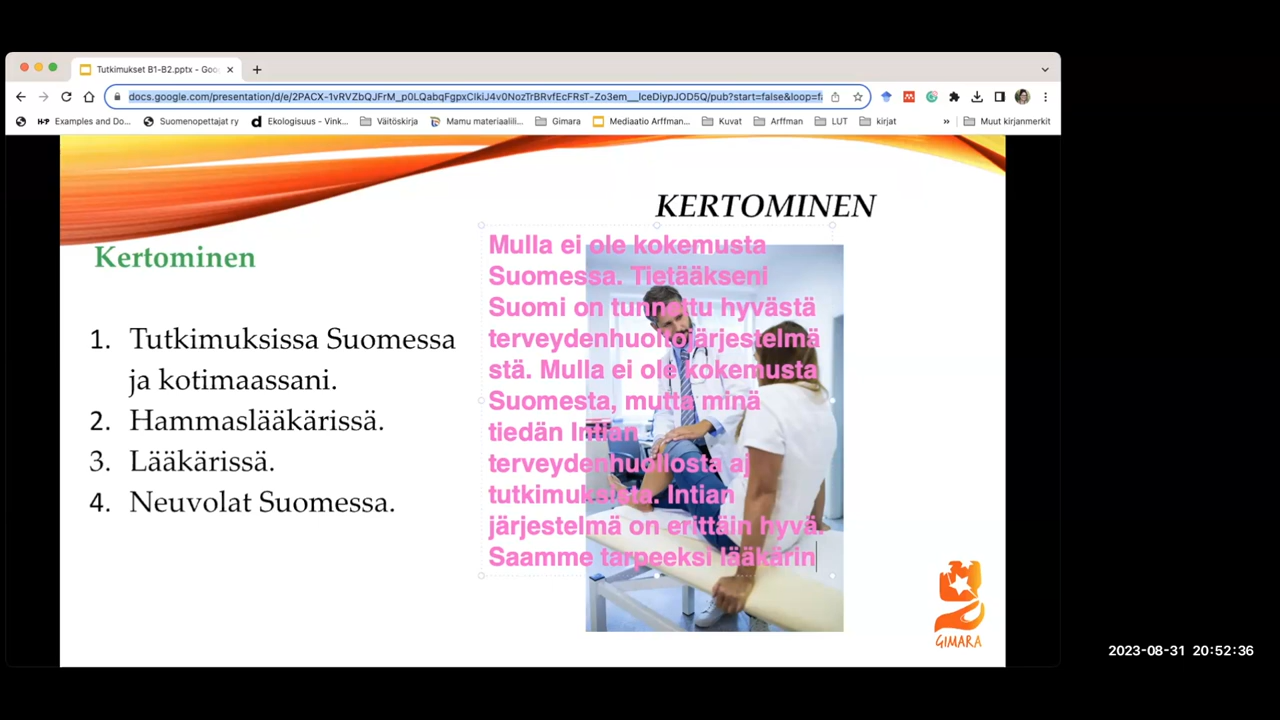 Tutkimukset B1-B2.pptx - Goo
docs.google.com/presentation/d/e/2PACX-1vRVZbQJFrM_p0LQabqFgpxCIkiJ4v0NozTrBRvfEcFRsT-Zo3em__IceDiypJOD5Q/pub?start=false&loop=fa
Examples and Do... Suomenopettajat ry Ekologisuus - Vink... Väitöskirja Mamu materiaalili... Gimara Mediaatio Arffman... Kuvat Arffman LUT kirjat » Muut kirjanmerkit
KERTOMINEN
Kertominen
1. Tutkimuksissa Suomessa
ja kotimaassani.
2. Hammaslääkärissä.
3. Lääkärissä.
4. Neuvolat Suomessa.
Mulla ei ole kokemusta
Suomessa. Tietääkseni
Suomi on tunnettu hyvästä
terveydenhuoltojärjestelmä
stä. Mulla ei ole kokemusta
Suomesta, mutta minä
tiedän Intian
terveydenhuollosta aj
tutkimuksista. Intian
järjestelmä on erittäin hyvä.
Saamme tarpeeksi lääkärin
GIMARA
2023-08-31 20:52:36